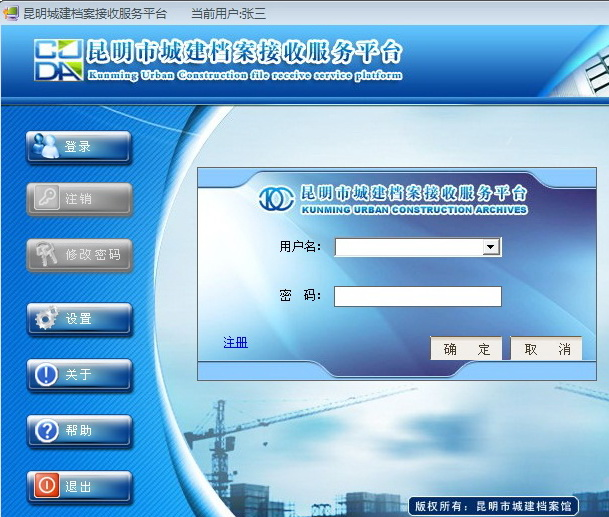 昆明城建档案接收服务平台 当前用户:张三
CJDA
昆明市城建档案接收服务平台
Kunming Urban Construction file receive service platform
登录
注销
修改密码
设置
关于
帮助
退出
昆明市城建档案接收服务平台
KUNMING URBAN CONSTRUCTION ARCHIVES
用户名：
密 码：
注册
确 定
取 消
版权所有：昆明市城建档案馆